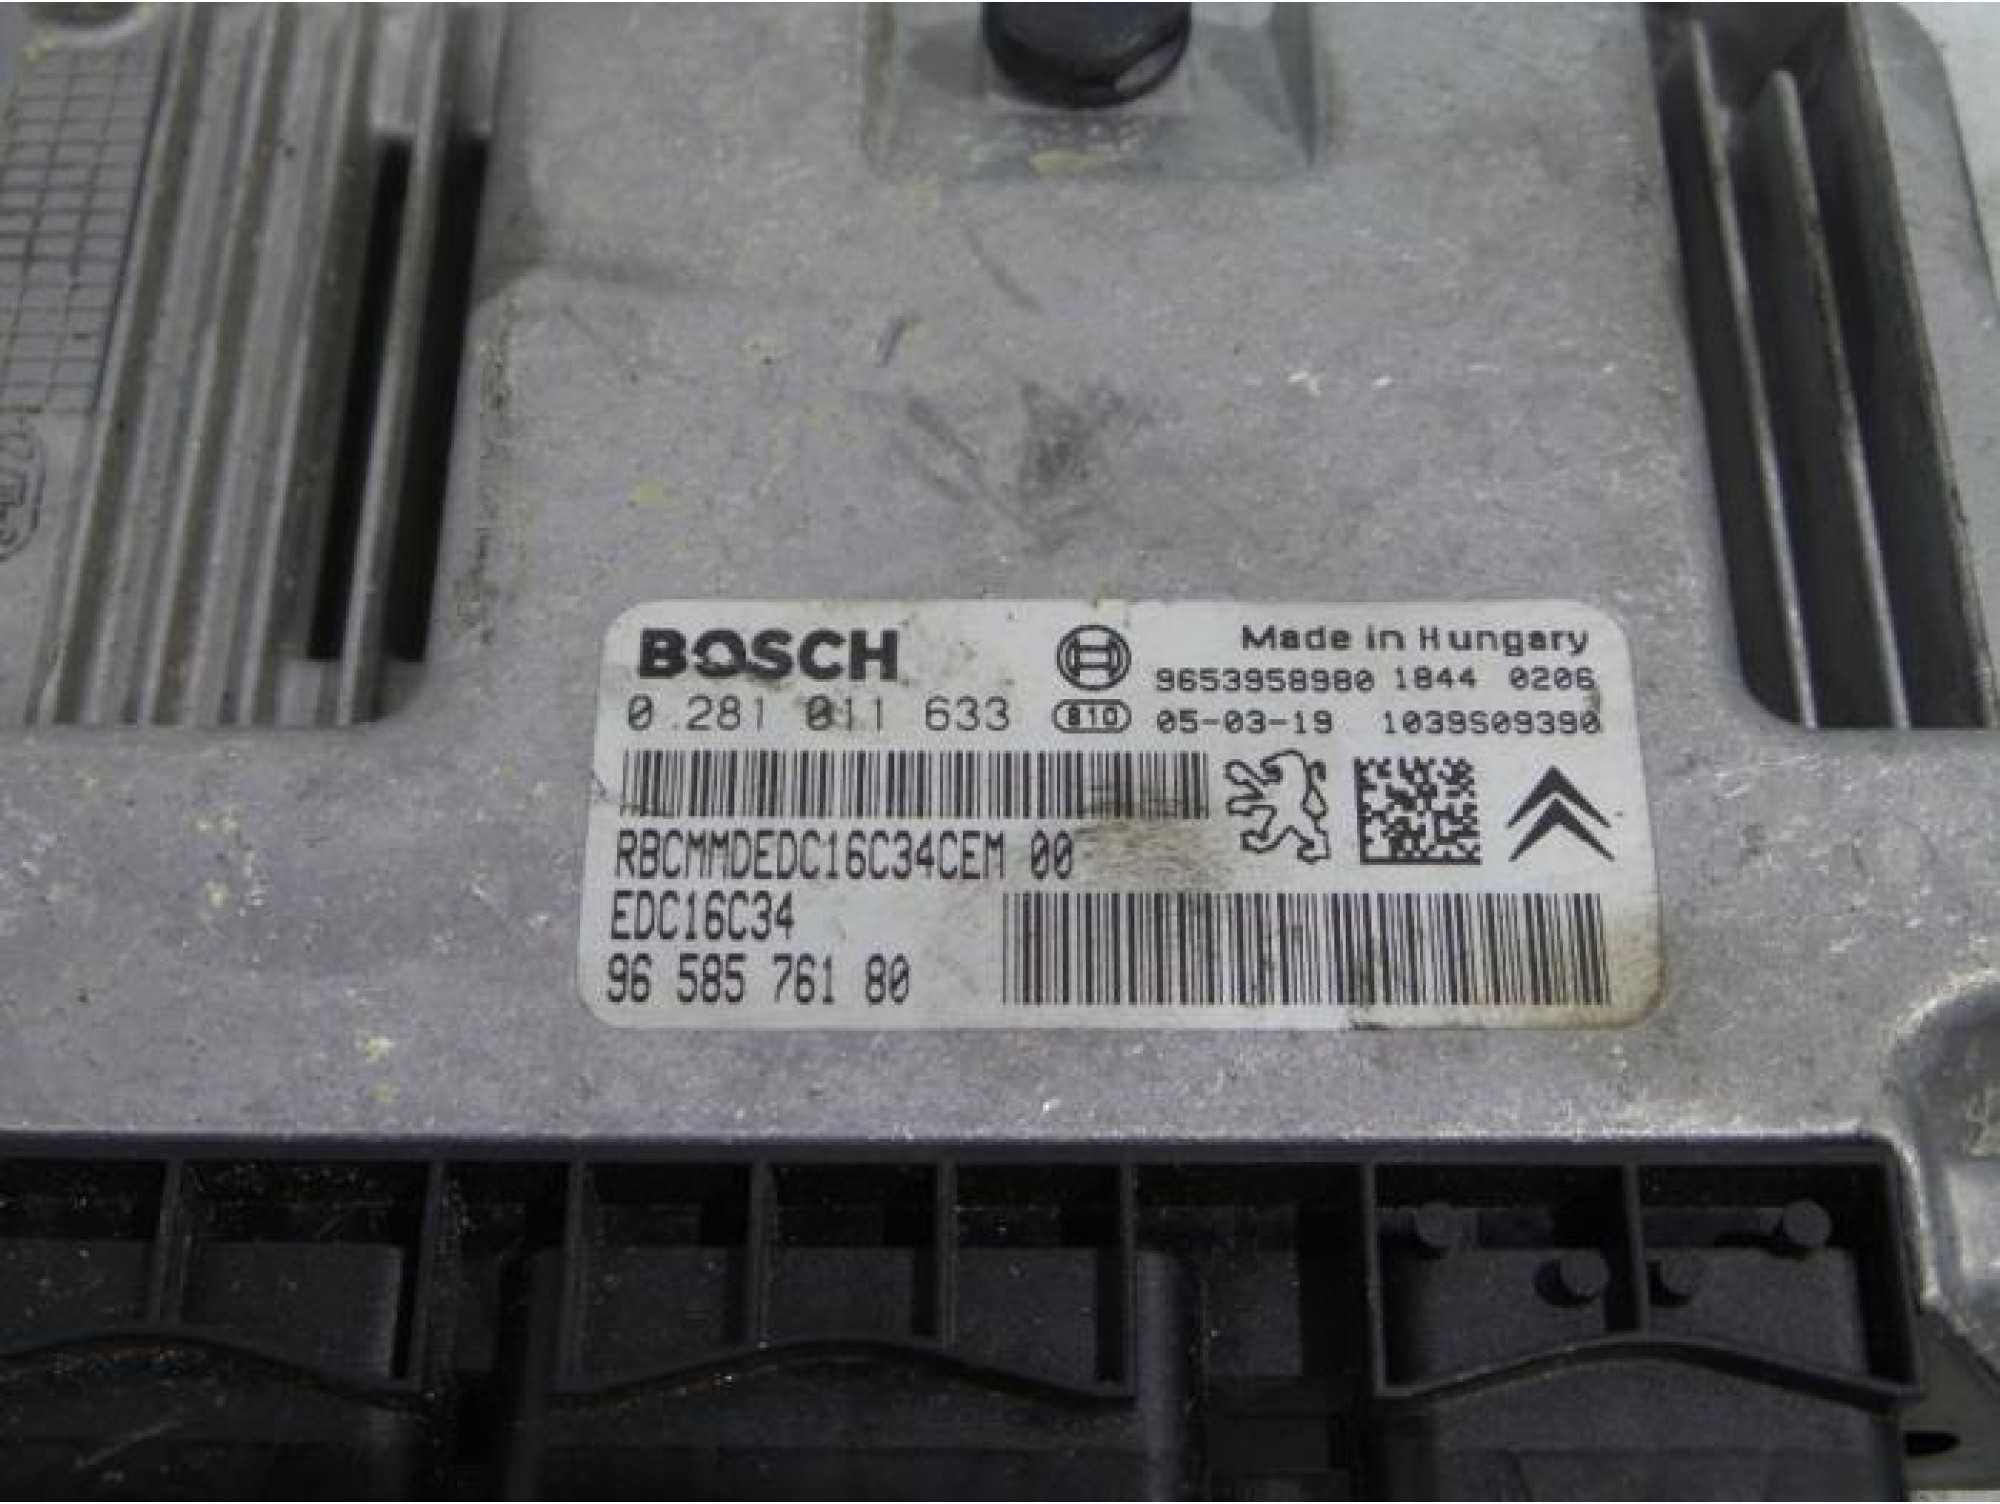 BOSCH
Made in Hungary
9653958980 1844 0206
0 281 011 633
810
05-03-19 1039S09390
RBCMMDEDC16C34CEM 00
EDC16C34
96 585 761 80